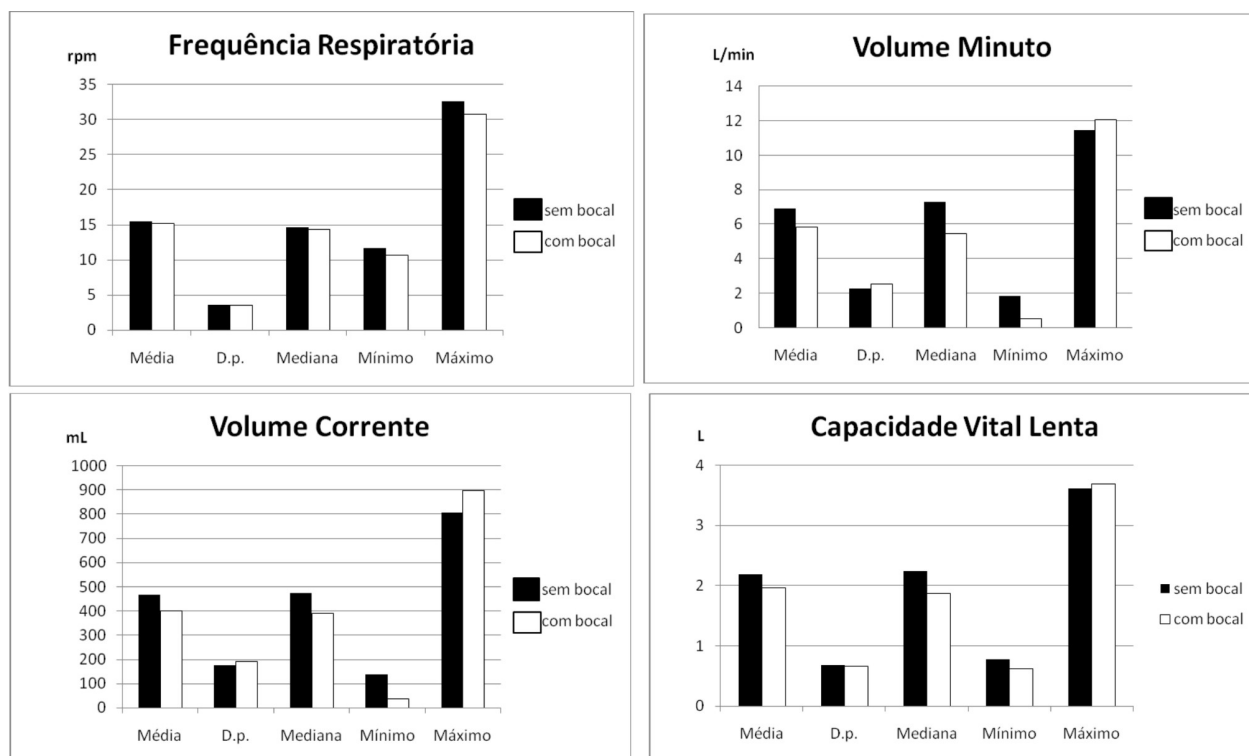 Frequência Respiratória
rpm
35
30
25
20
15
10
5
0
Média D.p. Mediana Mínimo Máximo
sem bocal
com bocal
Volume Minuto
L/min
14
12
10
8
6
4
2
0
Média D.p. Mediana Mínimo Máximo
sem bocal
com bocal
Volume Corrente
mL
1000
900
800
700
600
500
400
300
200
100
0
Média D.p. Mediana Mínimo Máximo
sem bocal
com bocal
Capacidade Vital Lenta
L
4
3
2
1
0
Média D.p. Mediana Mínimo Máximo
sem bocal
com bocal